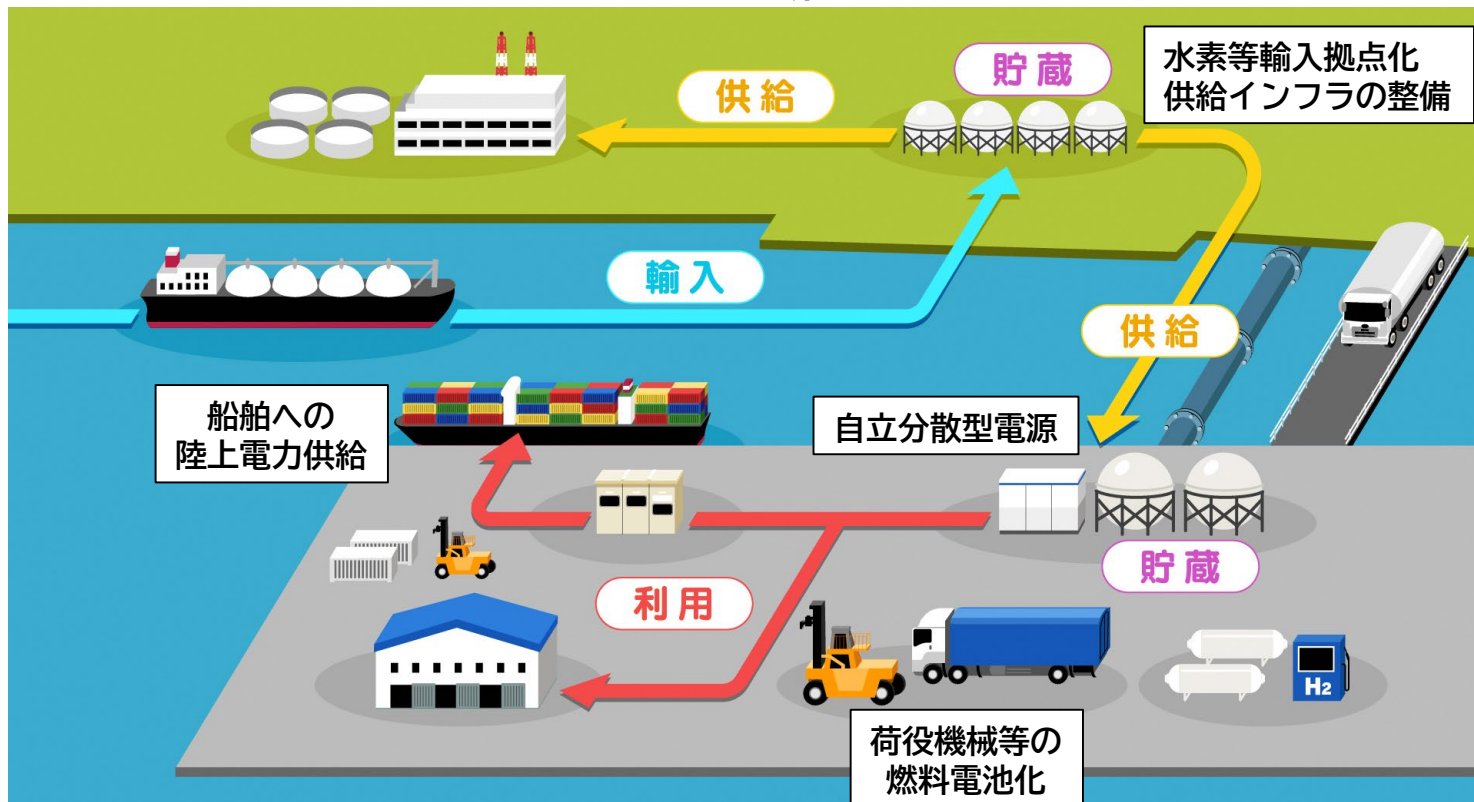 貯蔵
水素等輸入拠点化
供給インフラの整備
供給
輸入
供給
船舶への
陸上電力供給
自立分散型電源
貯蔵
利用
H2
荷役機械等の
燃料電池化